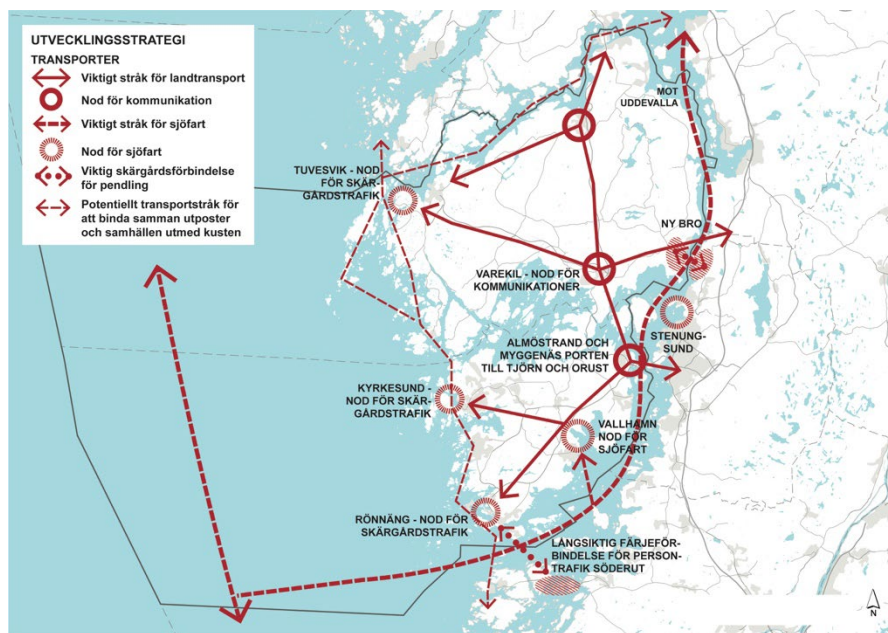 UTVECKLINGSSTRATEGI
TRANSPORTER
Viktigt stråk för landtransport
Nod för kommunikation
Viktigt stråk för sjöfart
Nod för sjöfart
Viktig skärgårdsförbindelse
för pendling
Potentiellt transportstråk för
att binda samman utposter
och samhällen utmed kusten
MOT
UDDEVALLA
TUVESVIK - NOD
FÖR SKÄR-
GÅRDSTRAFIK
NY BRO
VAREKIL - NOD FÖR
KOMMUNIKATIONER
STENUNG-
SUND
ALMÖSTRAND OCH
MYGGENÄS PORTEN
TILL TJÖRN OCH ORUST
KYRKESUND -
NOD FÖR SKÄR-
GÅRDSTRAFIK
VALLHAMN
NOD FÖR
SJÖFART
RÖNNÄNG - NOD FÖR
SKÄRGÅRDSTRAFIK
LÅNGSIKTIG FÄRJEFÖR-
BINDELSE FÖR PERSON-
TRAFIK SÖDERUT
N